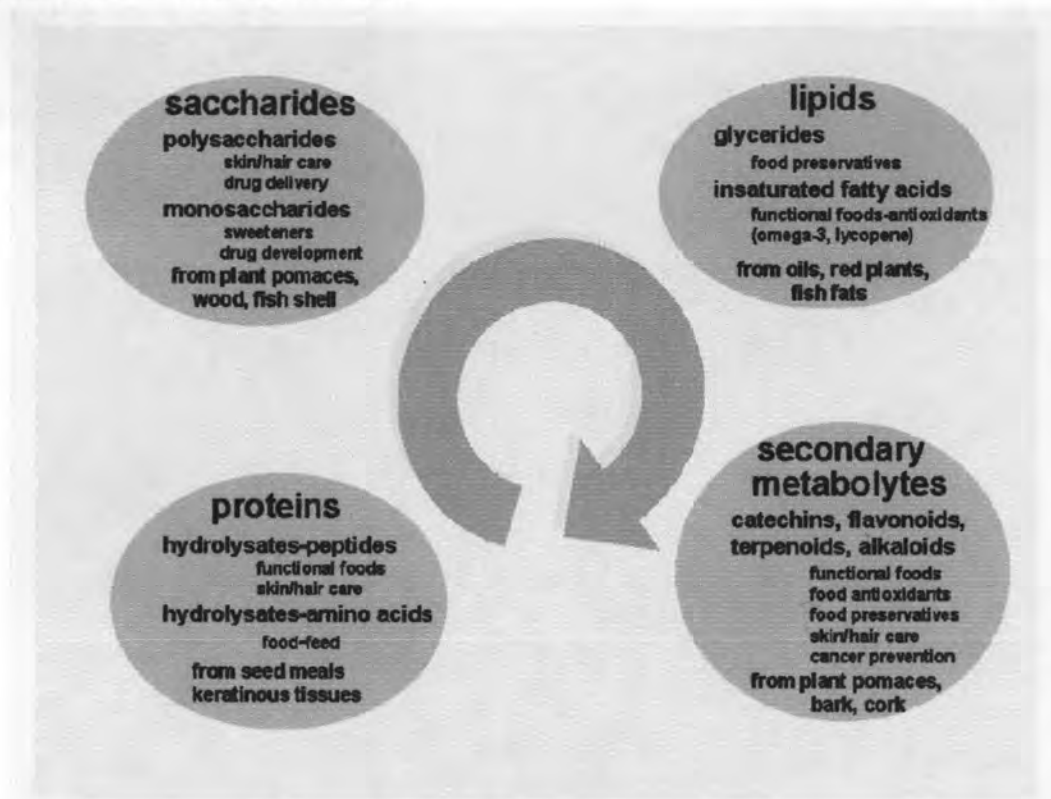 saccharides
polysaccharides
skin/hair care
drug delivery
monosaccharides
sweeteners
drug development
from plant pomaces,
wood, fish shell
lipids
glycerides
food preservatives
insaturated fatty acids
functional foods-antioxidants
(omega-3, lycopene)
from oils, red plants,
fish fats
proteins
hydrolysates-peptides
functional foods
skin/hair care
hydrolysates-amino acids
food-feed
from seed meals
keratinous tissues
secondary
metabolytes
catechins, flavonoids,
terpenoids, alkaloids
functional foods
food antioxidants
food preservatives
skin/hair care
cancer prevention
from plant pomaces,
bark, cork